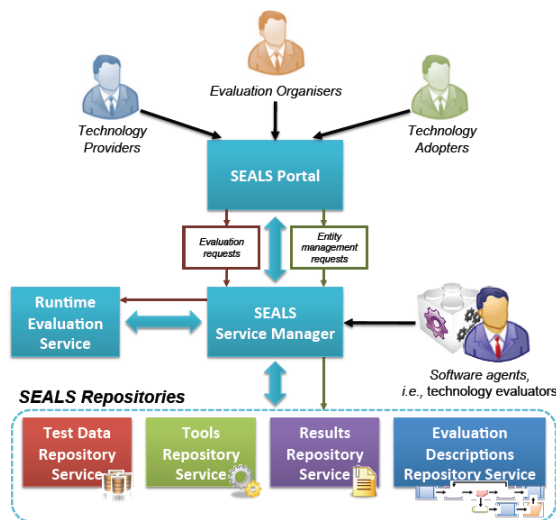 Evaluation Organisers
Technology
Providers
Technology
Adopters
SEALS Portal
Evaluation
requests
Entity
management
requests
Runtime
Evaluation
Service
SEALS
Service Manager
Software agents,
i.e., technology evaluators
SEALS Repositories
Test Data
Repository
Service
Tools
Repository
Service
Results
Repository
Service
Evaluation
Descriptions
Repository Service